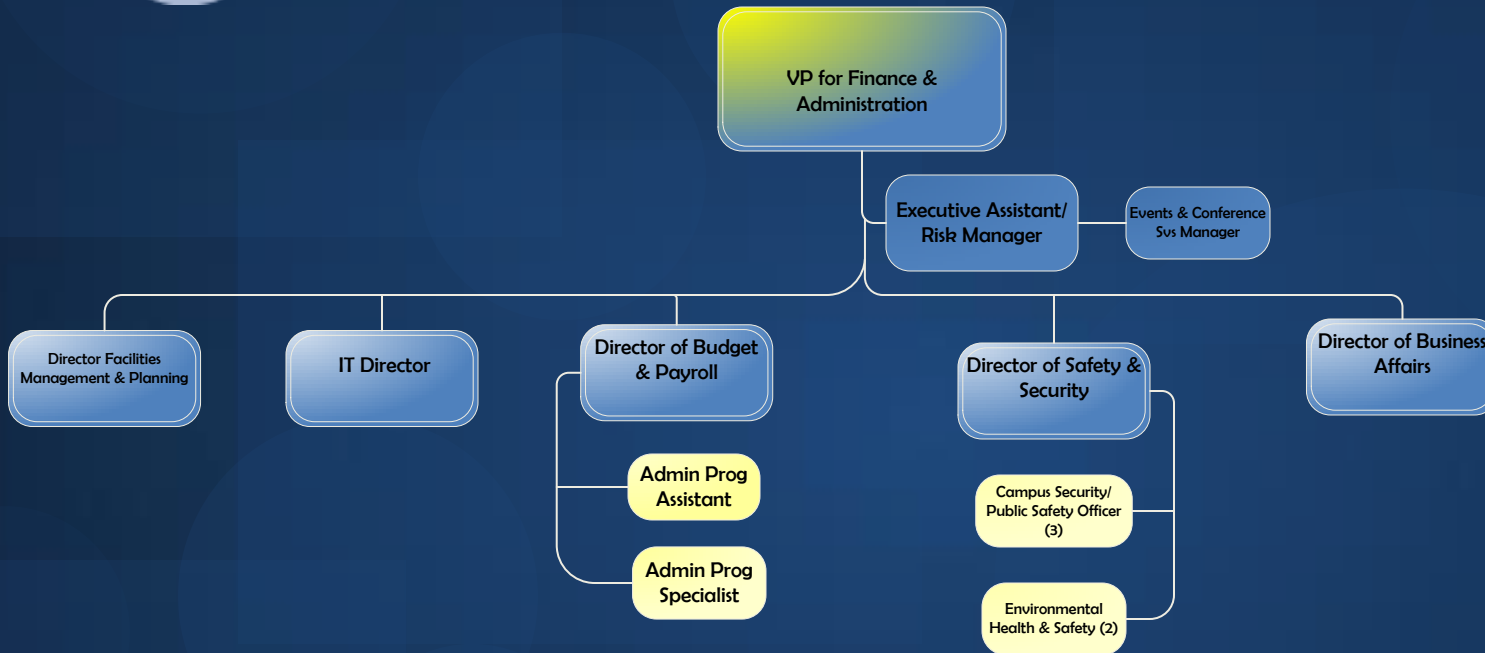 VP for Finance &
Administration
Executive Assistant/
Risk Manager
Events & Conference
Svs Manager
Director Facilities
Management & Planning
IT Director
Director of Budget
& Payroll
Director of Safety &
Security
Director of Business
Affairs
Admin Prog
Assistant
Admin Prog
Specialist
Campus Security/
Public Safety Officer
(3)
Environmental
Health & Safety (2)